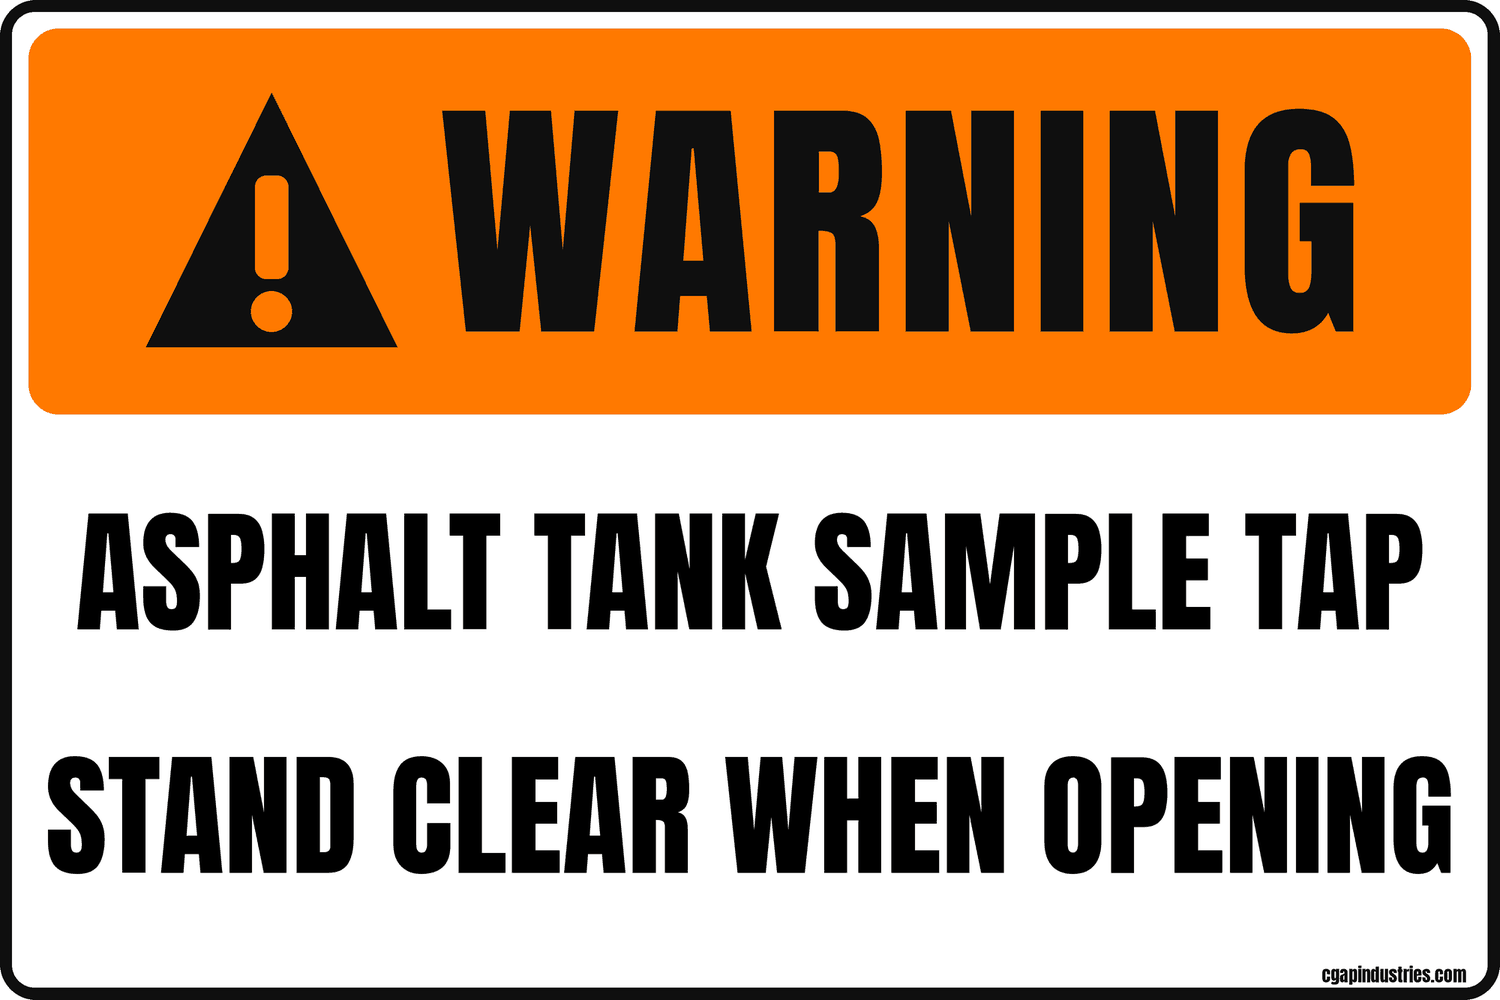 WARNING
ASPHALT TANK SAMPLE TAP
STAND CLEAR WHEN OPENING
cgapindustries.com